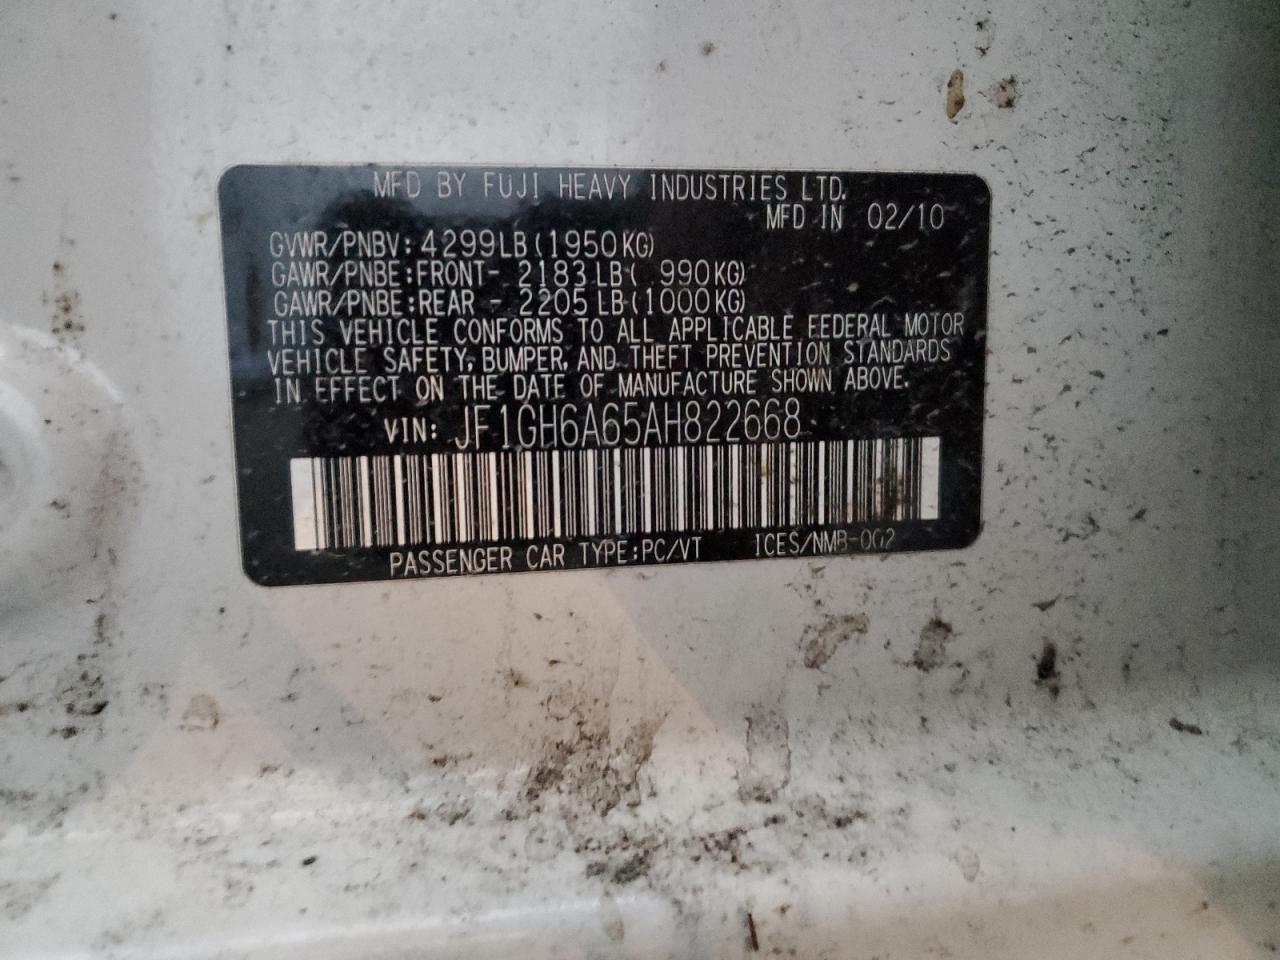 MFD BY FUJI HEAVY INDUSTRIES LTD.
MFD IN 02/10
GVWR/PNBV: 4299LB(1950KG)
GAWR/PNBE:FRONT- 2183LB( 990KG)
GAWR/PNBE:REAR - 2205LB(1000KG)
THIS VEHICLE CONFORMS TO ALL APPLICABLE FEDERAL MOTOR
VEHICLE SAFETY, BUMPER, AND THEFT PREVENTION STANDARDS
IN EFFECT ON THE DATE OF MANUFACTURE SHOWN ABOVE.
VIN: JF1GH6A65AH822668
PASSENGER CAR TYPE:PC/VT ICES/NMB-002